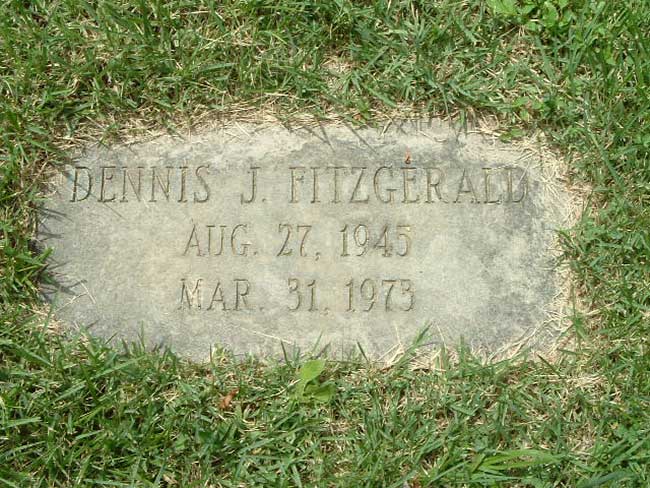 DENNIS J. FITZGERALD
AUG. 27, 1945
MAR. 31, 1973